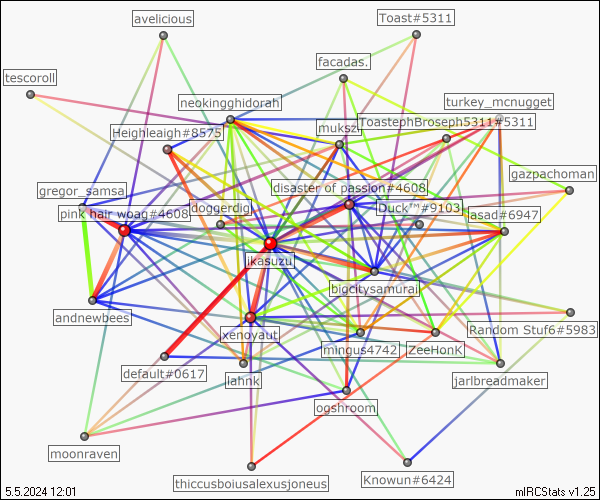 avelicious
Toast#5311
facadas.
tescoroll
neokingghidorah
turkey_mcnugget
ToastephBroseph5311#5311
mukszi
Heighleaigh#8575
gazpachoman
gregor_samsa
disaster of passion#4608
pink hair woag#4608
doggerdig
Duck™#9103
asad#6947
ikasuzu
bigcitysamurai
andnewbees
xenoyaut
Random Stuf6#5983
mingus4742
ZeeHonK
default#0617
lahnk
jarlbreadmaker
ogshroom
moonraven
thiccusboiusalexusjoneus
Knowun#6424
5.5.2024 12:01
mIRCStats v1.25